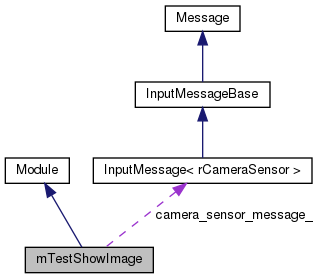 Message
InputMessageBase
Module
InputMessage< rCameraSensor >
camera_sensor_message_
mTestShowImage